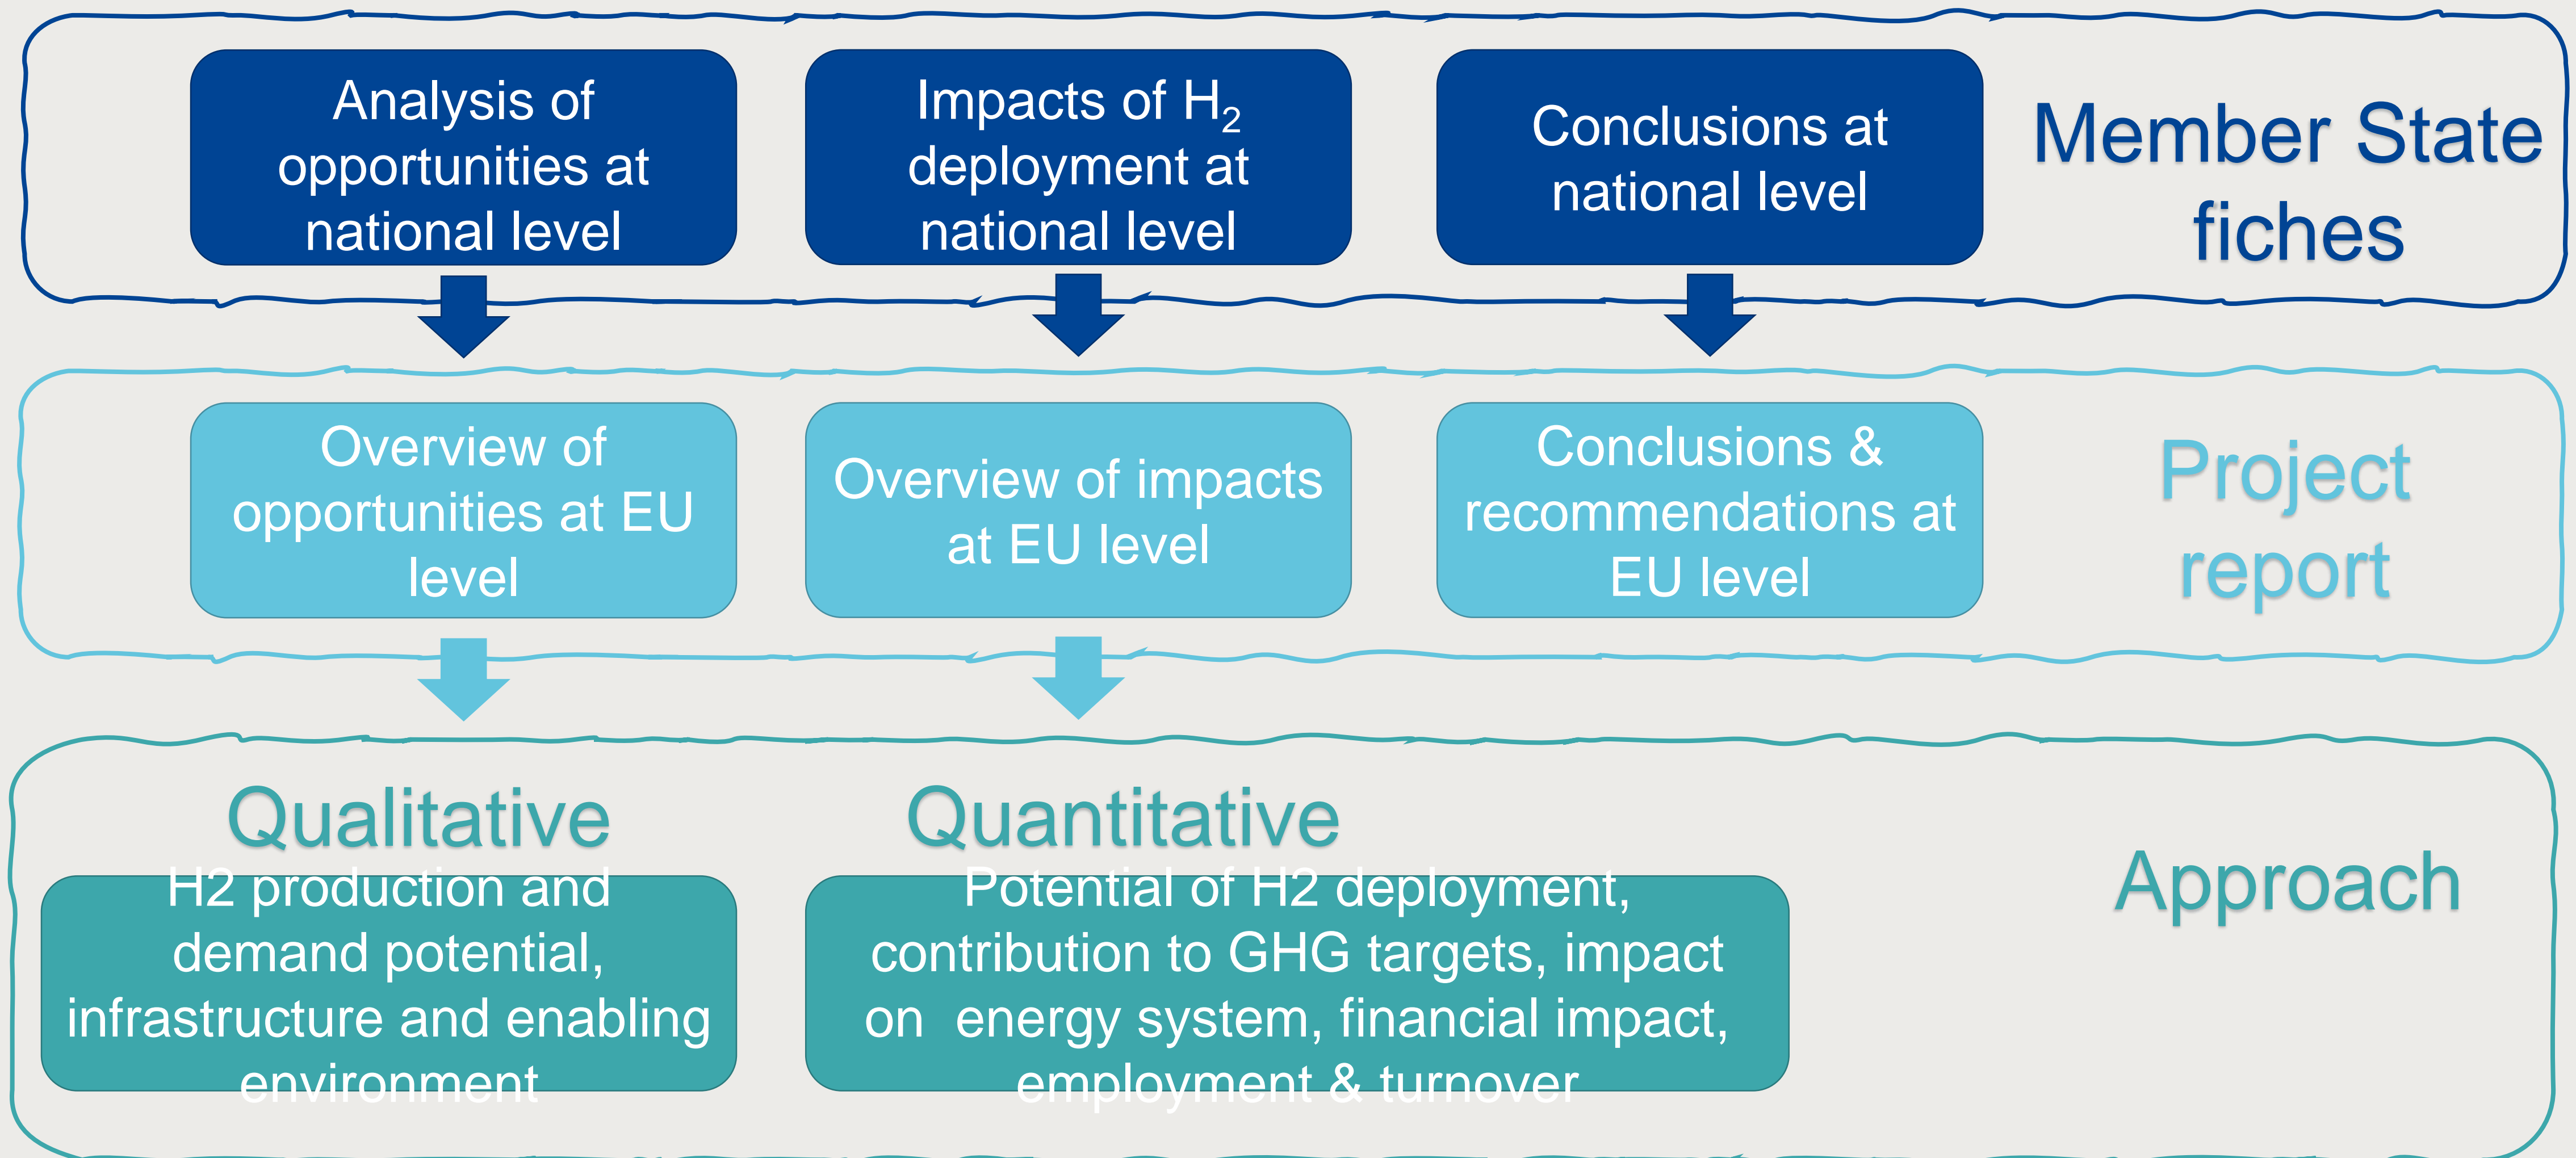 Analysis of
opportunities at
national level
Impacts of H₂
deployment at
national level
Conclusions at
national level
Member State
fiches
Overview of
opportunities at EU
level
Overview of impacts
at EU level
Conclusions &
recommendations at
EU level
Project
report
Qualitative
H2 production and
demand potential,
infrastructure and enabling
environment
Quantitative
Potential of H2 deployment,
contribution to GHG targets, impact
on  energy system, financial impact,
employment & turnover
Approach